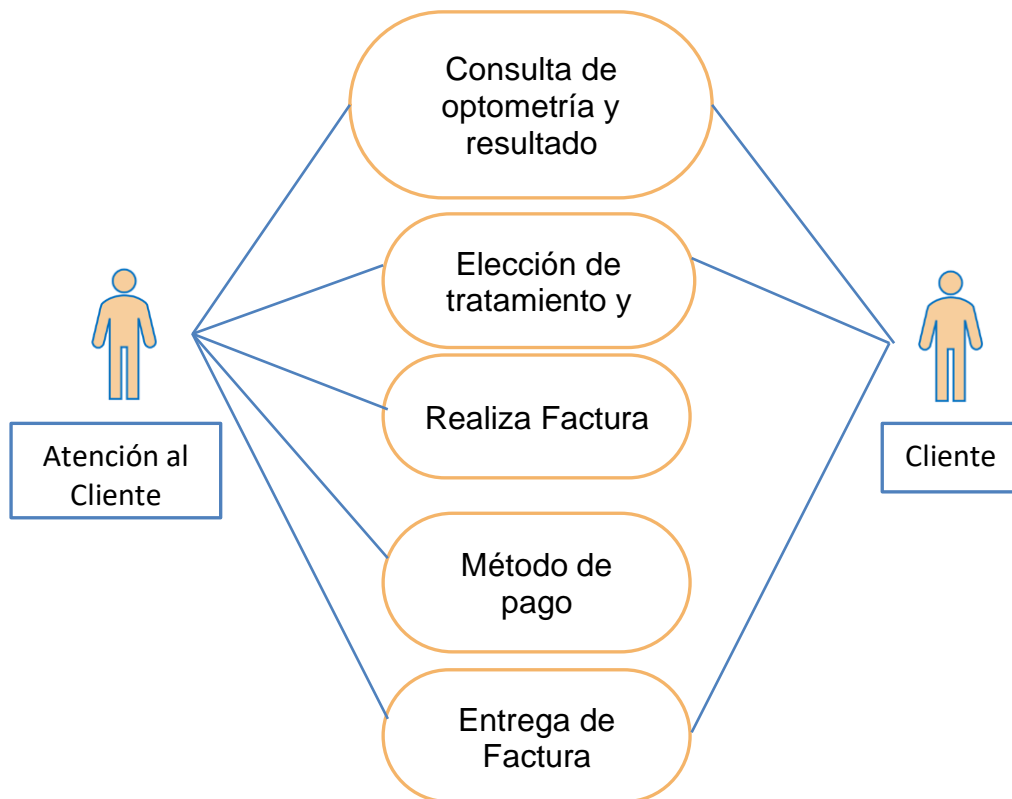 Consulta de
optometría y
resultado
Elección de
tratamiento y
Realiza Factura
Atención al
Cliente
Cliente
Método de
pago
Entrega de
Factura